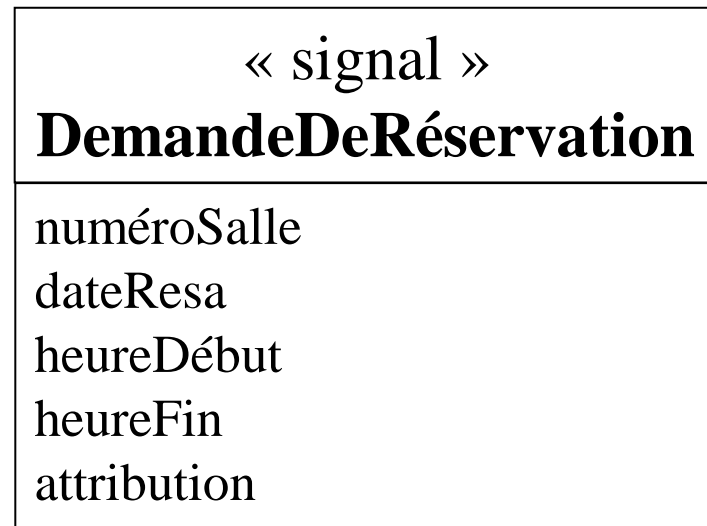 « signal »
DemandeDeRéservation
numéroSalle
dateResa
heureDébut
heureFin
attribution